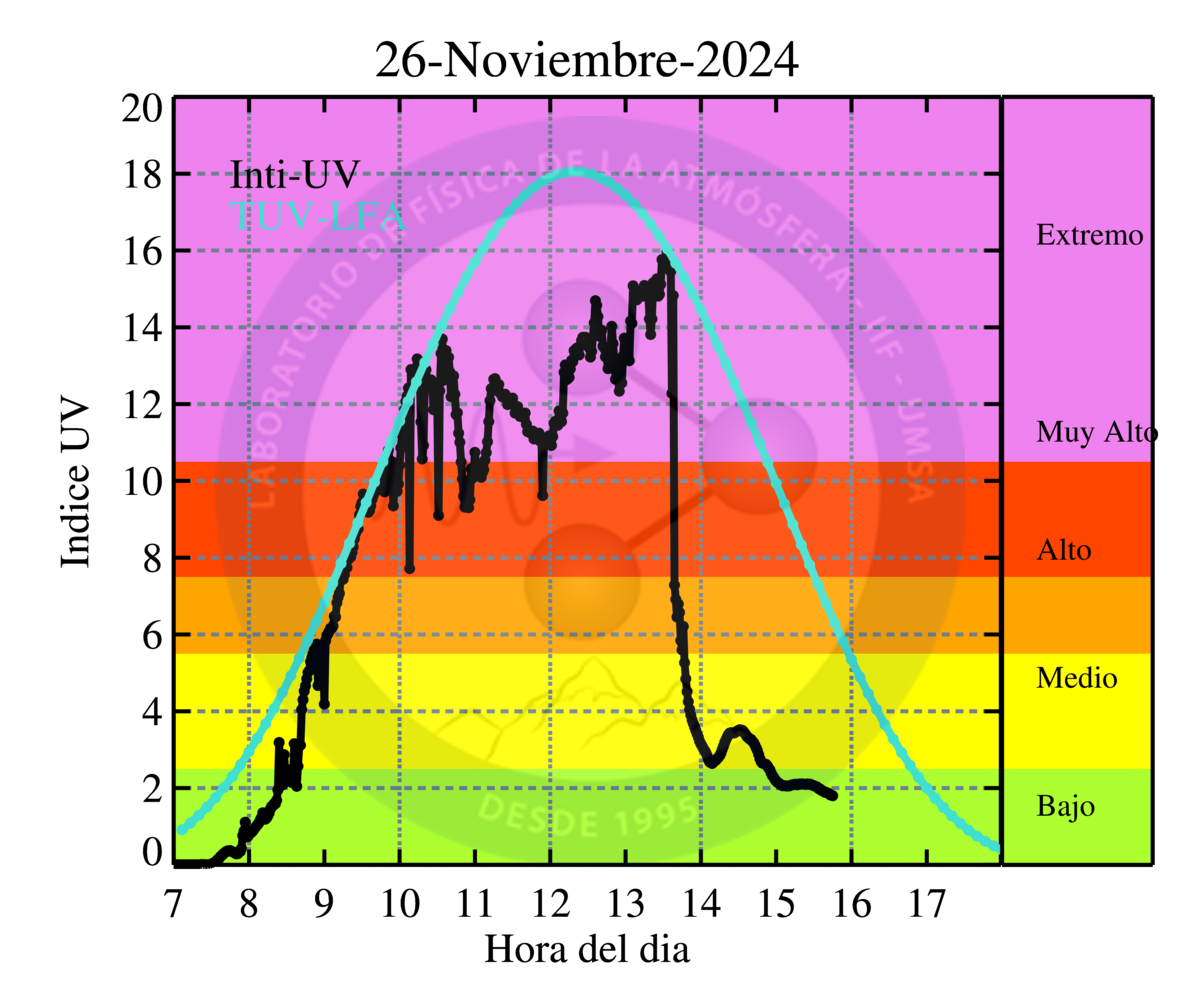 26-Noviembre-2024
Inti-UV
TUV-LFA
LABORATORIO DE FÍSICA DE LA ATMÓSFERA - IIF - UMSA
DESDE 1995
Indice UV
20
18
16
14
12
10
8
6
4
2
0
Extremo
Muy Alto
Alto
Medio
Bajo
7 8 9 10 11 12 13 14 15 16 17
Hora del dia